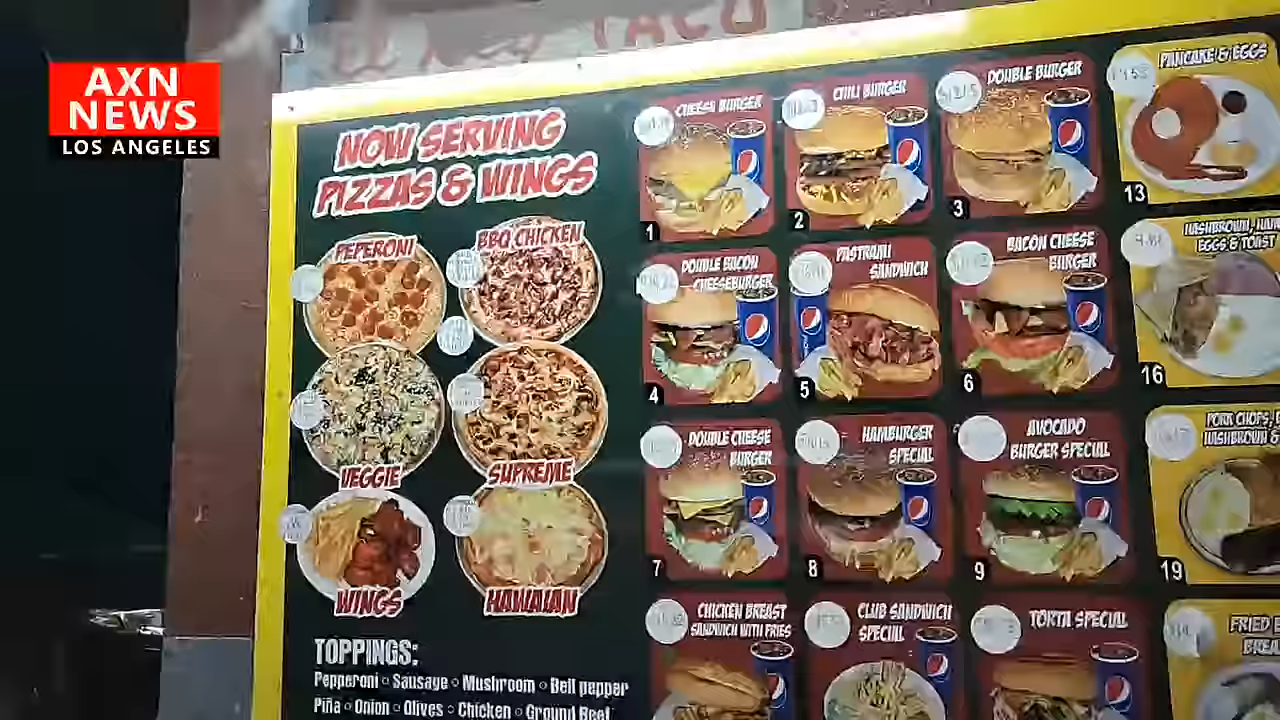 AXN
NEWS
LOS ANGELES
TACO
NOW SERVING
PIZZAS & WINGS
PEPERONI
BBQ CHICKEN
VEGGIE
SUPREME
WINGS
HAWAIAN
TOPPINGS:
Pepperoni ◦ Sausage ◦ Mushroom ◦ Bell pepper
Piña ◦ Onion ◦ Olives ◦ Chicken ◦ Ground Beef
CHEESE BURGER
1
CHILI BURGER
2
DOUBLE BURGER
3
DOUBLE BACON
CHEESEBURGER
4
PASTRAMI
SANDWICH
5
BACON CHEESE
BURGER
6
DOUBLE CHEESE
BURGER
7
HAMBURGER
SPECIAL
8
AVOCADO
BURGER SPECIAL
9
CHICKEN BREAST
SANDWICH WITH FRIES
CLUB SANDWICH
SPECIAL
TORTA SPECIAL
PANCAKE & EGGS
13
HASHBROWN,
EGGS & TOAST
16
PORK CHOPS,
HASHBROWN &
19
FRIED